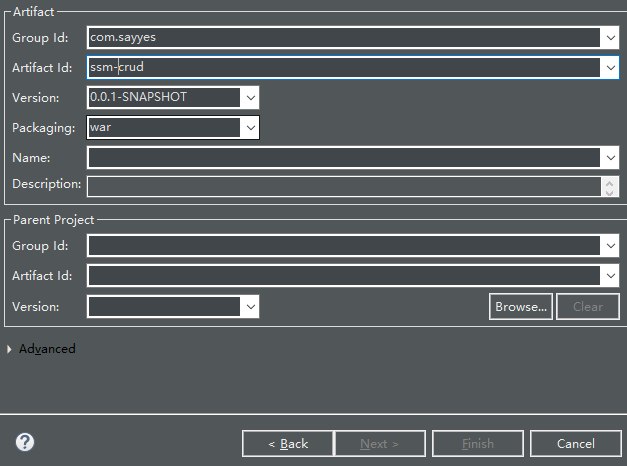 Artifact
Group Id: com.sayyes
Artifact Id: ssm-crud
Version: 0.0.1-SNAPSHOT
Packaging: war
Name:
Description:
Parent Project
Group Id:
Artifact Id:
Version: Browse... Clear
Advanced
? < Back Next > Finish Cancel